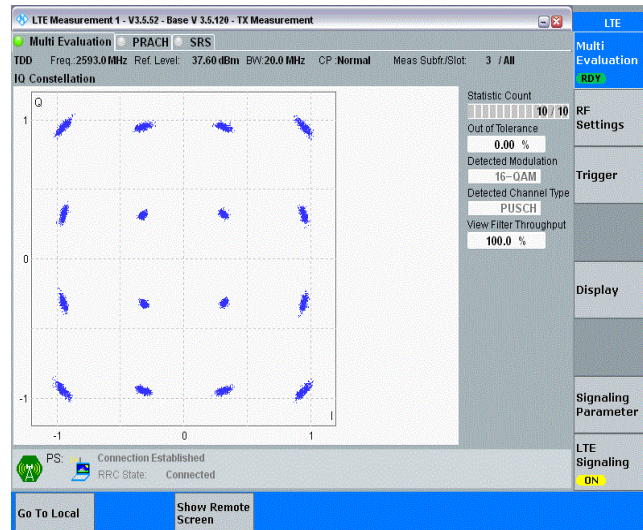 LTE Measurement 1 - V3.5.52 - Base V 3.5.120 - TX Measurement
LTE
Multi Evaluation PRACH SRS
TDD Freq.:2593.0 MHz Ref. Level: 37.60 dBm BW:20.0 MHz CP :Normal Meas Subfr./Slot: 3 / All
IQ Constellation
Q
1
0
-1
-1 0 1
I
Statistic Count
10 / 10
Out of Tolerance
0.00 %
Detected Modulation
16-QAM
Detected Channel Type
PUSCH
View Filter Throughput
100.0 %
PS: Connection Established
RRC State: Connected
Multi
Evaluation
RDY
RF
Settings
Trigger
Display
Signaling
Parameter
LTE
Signaling
ON
Go To Local
Show Remote
Screen